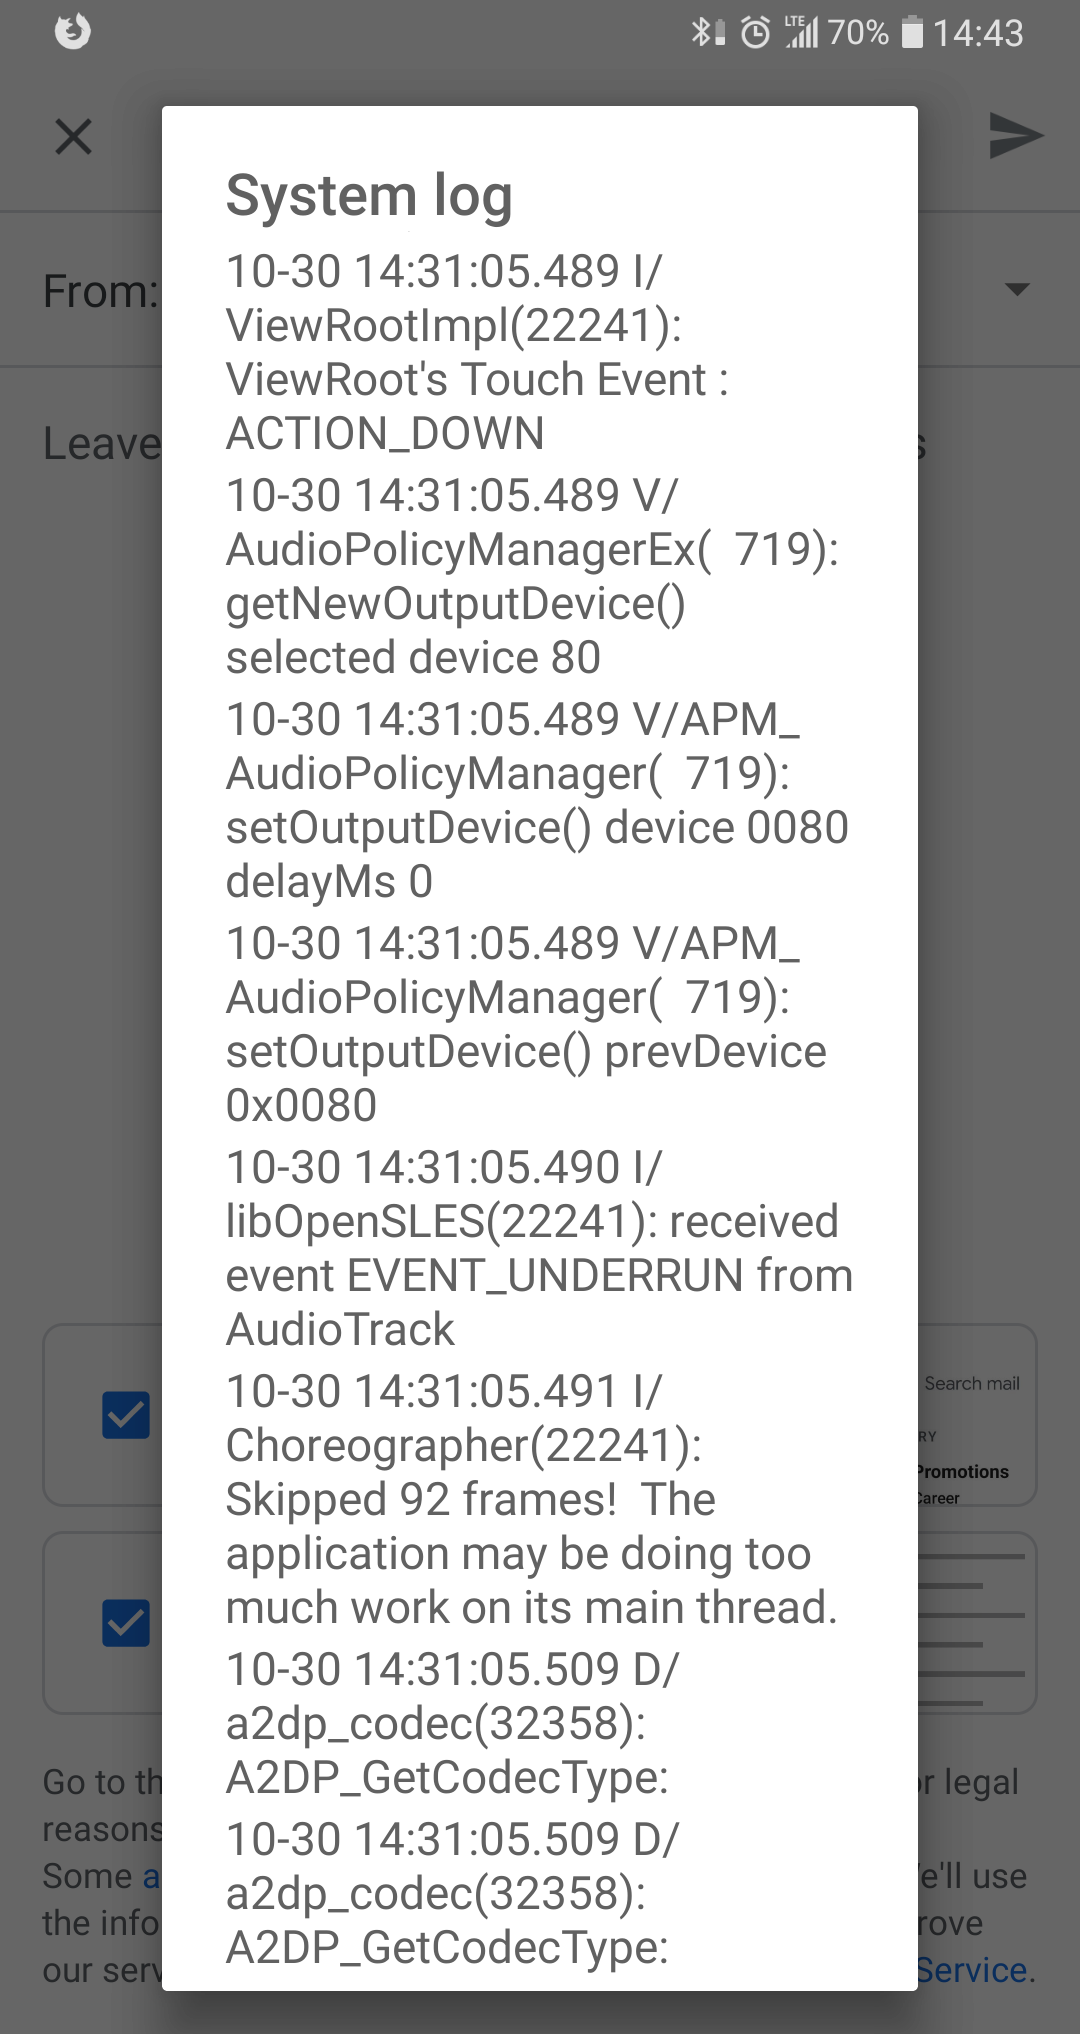 LTE 70% 14:43
System log
10-30 14:31:05.489 I/
ViewRootImpl(22241):
ViewRoot's Touch Event :
ACTION_DOWN
10-30 14:31:05.489 V/
AudioPolicyManagerEx(  719):
getNewOutputDevice()
selected device 80
10-30 14:31:05.489 V/APM_
AudioPolicyManager(  719):
setOutputDevice() device 0080
delayMs 0
10-30 14:31:05.489 V/APM_
AudioPolicyManager(  719):
setOutputDevice() prevDevice
0x0080
10-30 14:31:05.490 I/
libOpenSLES(22241): received
event EVENT_UNDERRUN from
AudioTrack
10-30 14:31:05.491 I/
Choreographer(22241):
Skipped 92 frames!  The
application may be doing too
much work on its main thread.
10-30 14:31:05.509 D/
a2dp_codec(32358):
A2DP_GetCodecType:
10-30 14:31:05.509 D/
a2dp_codec(32358):
A2DP_GetCodecType:
From:
Leave
Search mail
RY
Promotions
Career
Go to th
or legal
reasons
Some a
e'll use
the info
rove
our serv
Service.